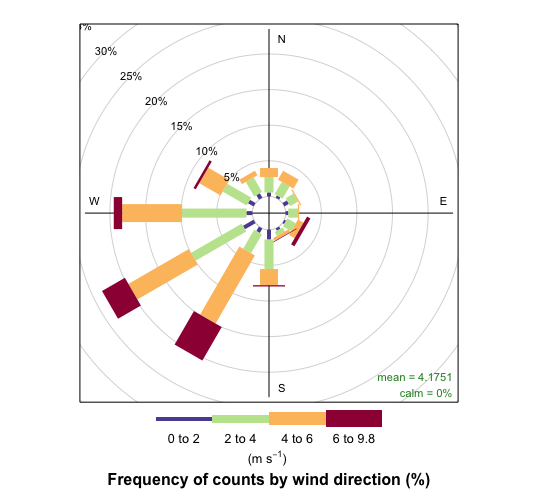 %
30%
25%
20%
15%
10%
5%
N
W
E
S
mean = 4.1751
calm = 0%
0 to 2 2 to 4 4 to 6 6 to 9.8
(m s⁻¹)
Frequency of counts by wind direction (%)